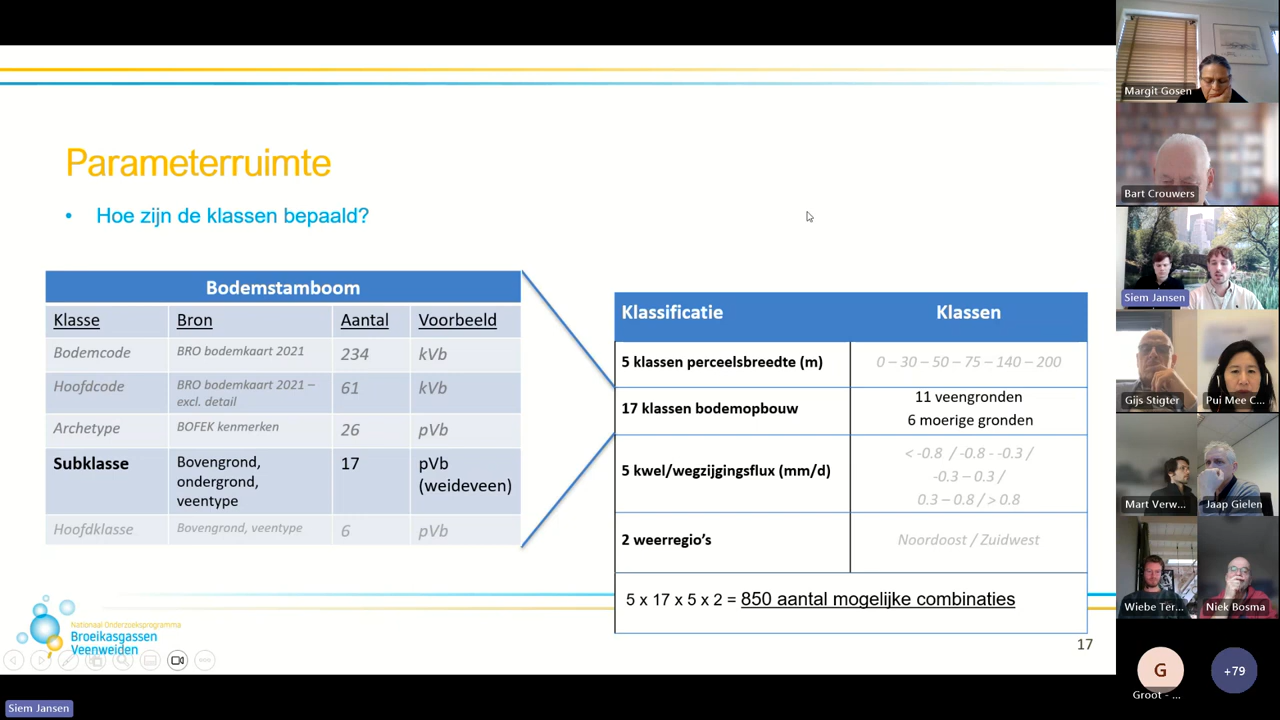 Parameterruimte
• Hoe zijn de klassen bepaald?
Bodemstamboom
Klasse Bron Aantal Voorbeeld
Bodemcode BRO bodemkaart 2021 234 kVb
Hoofdcode BRO bodemkaart 2021 – excl. detail 61 kVb
Archetype BOFEK kenmerken 26 pVb
Subklasse Bovengrond, ondergrond, veentype 17 pVb (weideveen)
Hoofdklasse Bovengrond, veentype 6 pVb
Klassificatie Klassen
5 klassen perceelsbreedte (m) 0 – 30 – 50 – 75 – 140 – 200
17 klassen bodemopbouw 11 veengronden
6 moerige gronden
5 kwel/wegzijgingsflux (mm/d) < -0.8 / -0.8 - -0.3 /
-0.3 – 0.3 /
0.3 – 0.8 / > 0.8
2 weerregio's Noordoost / Zuidwest
5 x 17 x 5 x 2 = 850 aantal mogelijke combinaties
17
Nationaal Onderzoeksprogramma
Broeikasgassen
Veenweiden
Siem Jansen
Margit Gosen
Bart Crouwers
Siem Jansen
Gijs Stigter
Pui Mee C...
Mart Verw...
Jaap Gielen
Wiebe Ter...
Niek Bosma
G
Groot - ...
+79